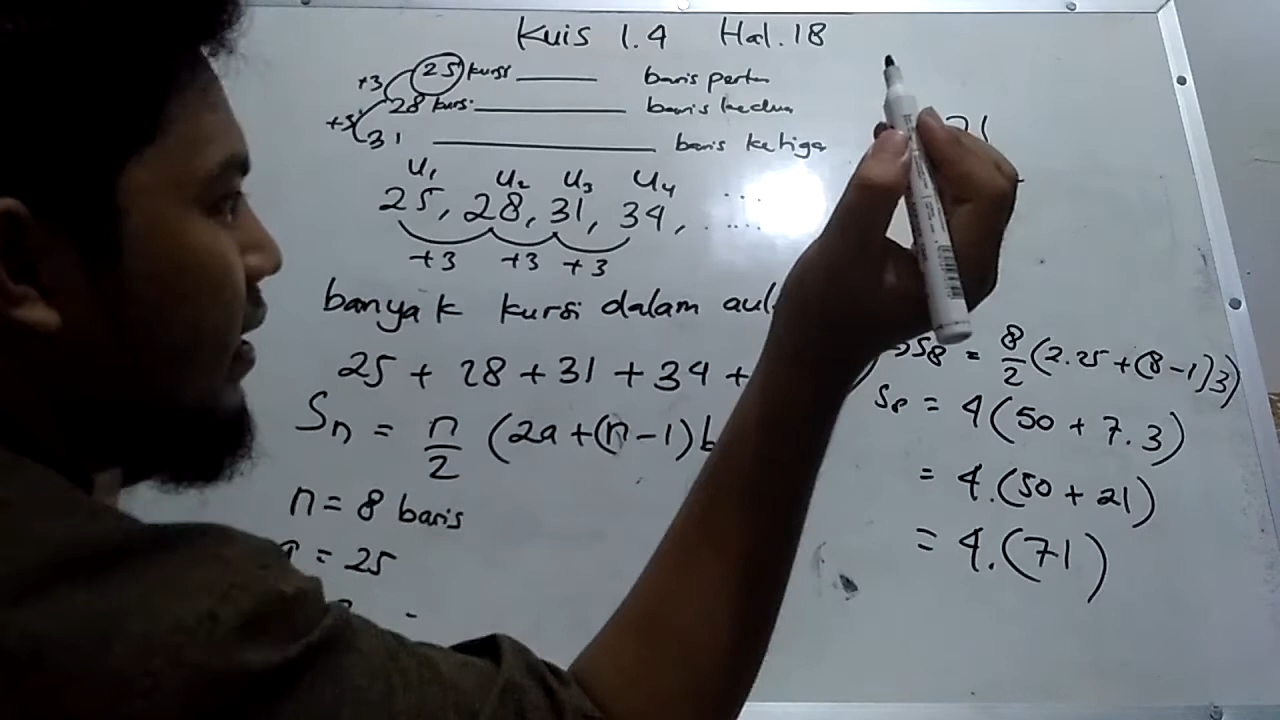 Kuis 1.4 Hal.18
+3 25 kursi baris pertm
+3 28 kursi baris kedua
31 baris ketiga
U1 U2 U3 U4
25, 28, 31, 34, ......
+3 +3 +3
banyak kursi dalam aul
25 + 28 + 31 + 34 +
Sn = n/2 (2a + (n-1)b
n = 8 baris
= 25
71
S8 = 8/2 (2.25 + (8-1)3)
S8 = 4(50 + 7.3)
= 4.(50 + 21)
= 4.(71)